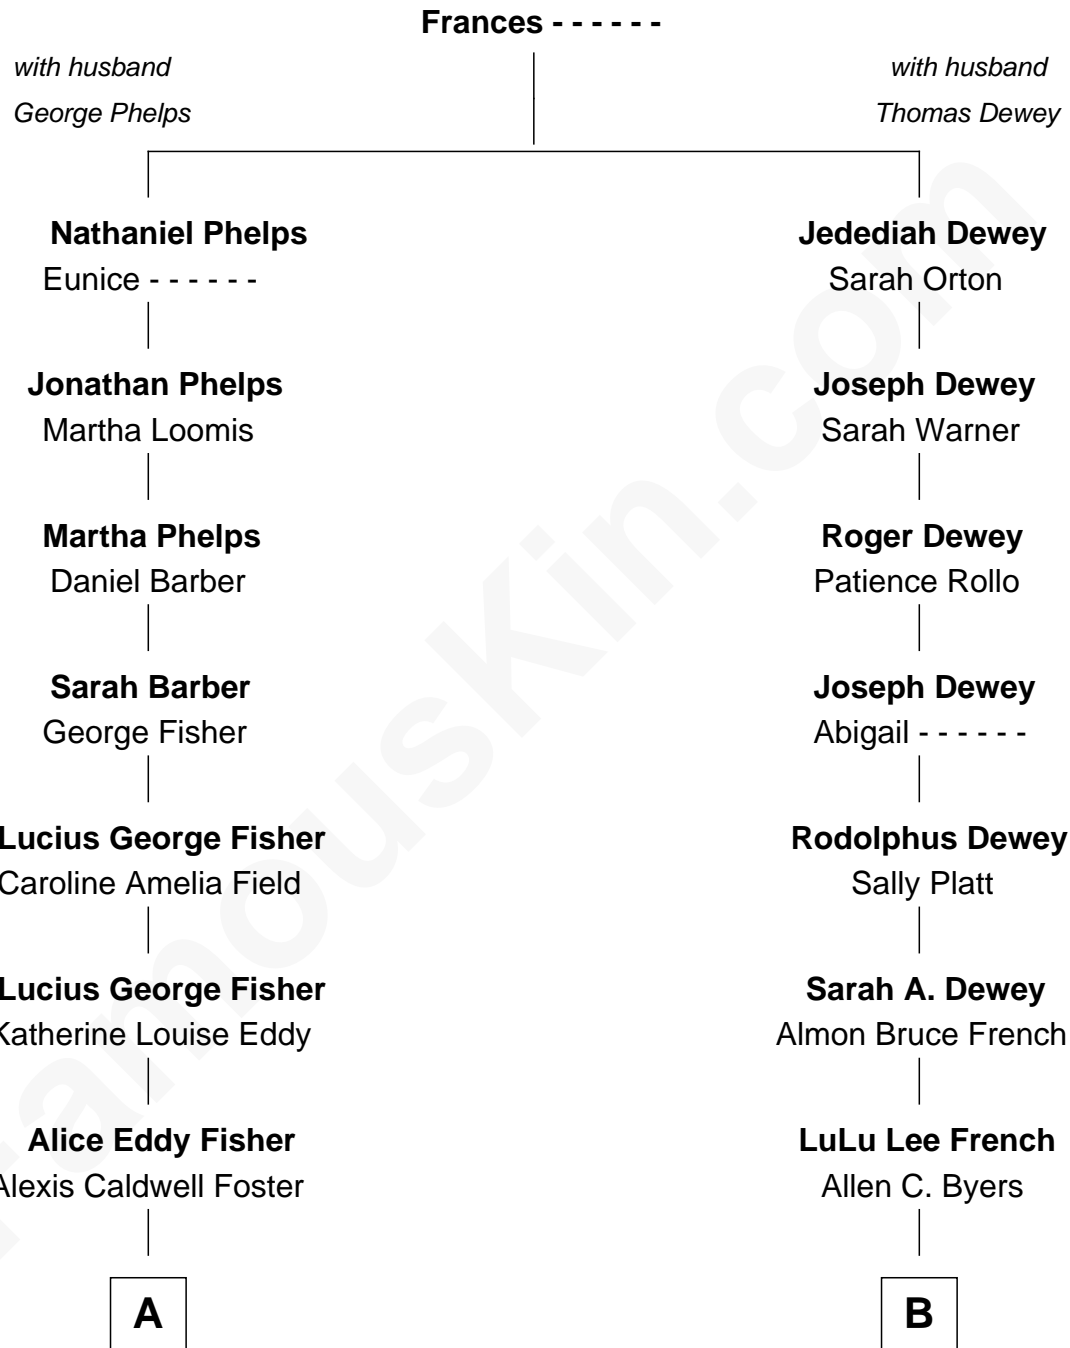 Frances - - - - - -
with husband
George Phelps
with husband
Thomas Dewey
Nathaniel Phelps
Eunice - - - - - -
Jedediah Dewey
Sarah Orton
Jonathan Phelps
Martha Loomis
Joseph Dewey
Sarah Warner
Martha Phelps
Daniel Barber
Roger Dewey
Patience Rollo
Sarah Barber
George Fisher
Joseph Dewey
Abigail - - - - - -
Lucius George Fisher
Caroline Amelia Field
Rodolphus Dewey
Sally Platt
Lucius George Fisher
Katherine Louise Eddy
Sarah A. Dewey
Almon Bruce French
Alice Eddy Fisher
Alexis Caldwell Foster
LuLu Lee French
Allen C. Byers
A
B
FamousKin.com